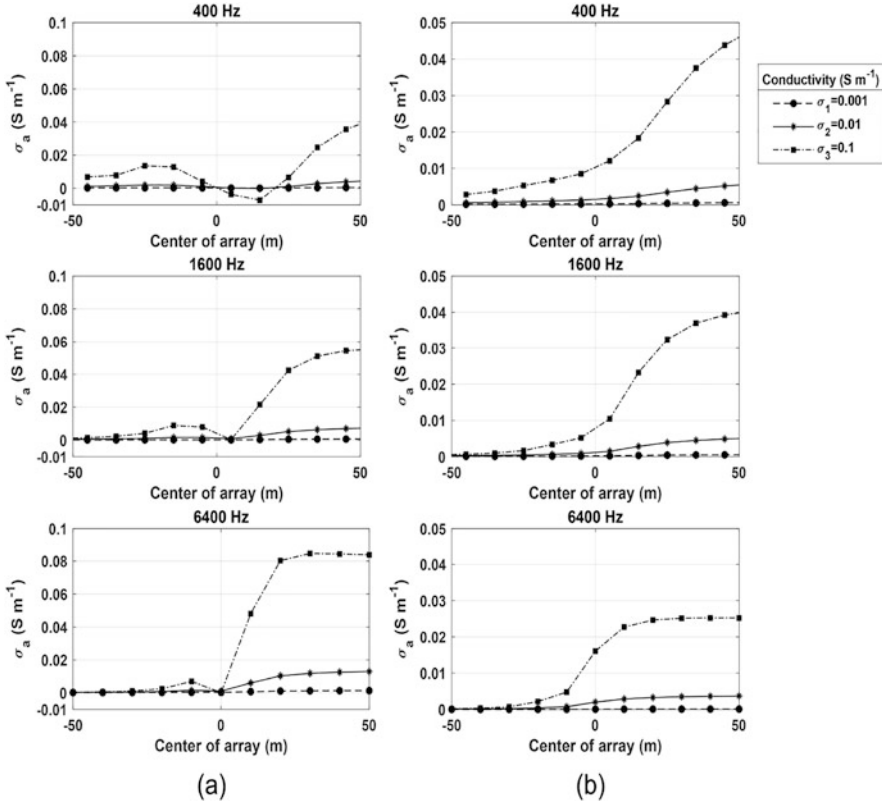 400 Hz
0.1
0.08
0.06
0.04
0.02
0
-0.01
σa (S m⁻¹)
-50 0 50
Center of array (m)
400 Hz
0.05
0.04
0.03
0.02
0.01
0
σa (S m⁻¹)
-50 0 50
Center of array (m)
Conductivity (S m⁻¹)
σ1=0.001
σ2=0.01
σ3=0.1
1600 Hz
0.1
0.08
0.06
0.04
0.02
0
-0.01
σa (S m⁻¹)
-50 0 50
Center of array (m)
1600 Hz
0.05
0.04
0.03
0.02
0.01
0
σa (S m⁻¹)
-50 0 50
Center of array (m)
6400 Hz
0.1
0.08
0.06
0.04
0.02
0
-0.01
σa (S m⁻¹)
-50 0 50
Center of array (m)
6400 Hz
0.05
0.04
0.03
0.02
0.01
0
σa (S m⁻¹)
-50 0 50
Center of array (m)
(a)
(b)